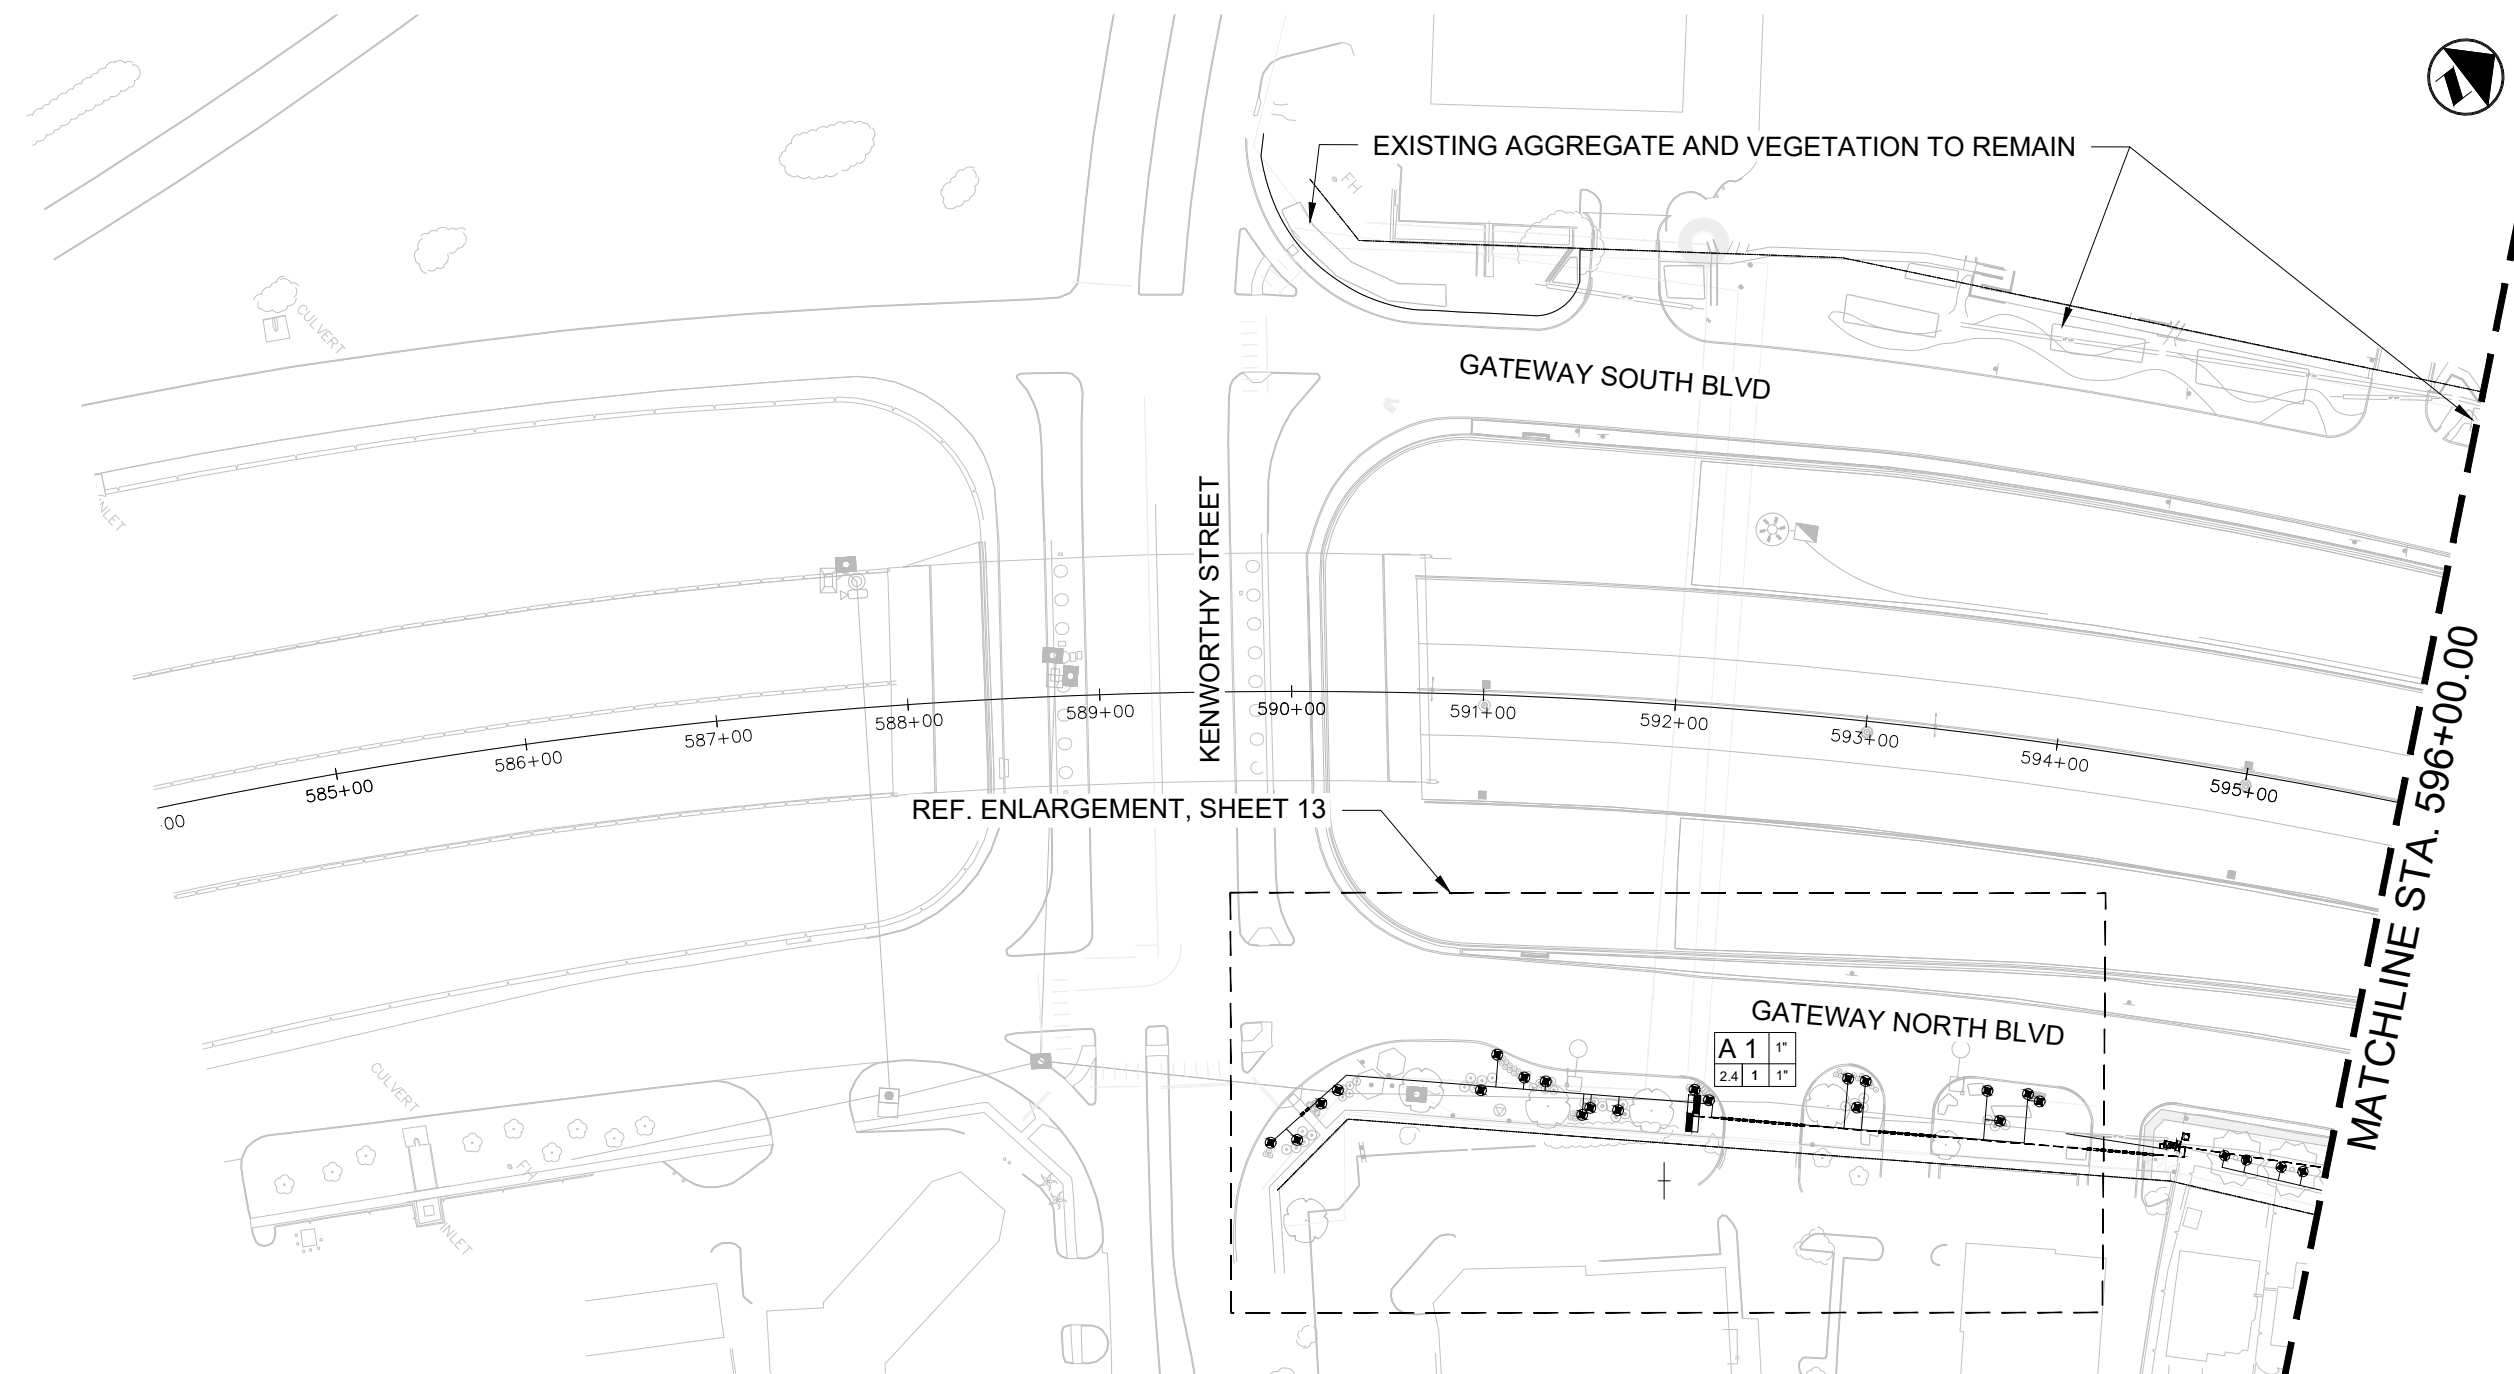 EXISTING AGGREGATE AND VEGETATION TO REMAIN
FH
GATEWAY SOUTH BLVD
CULVERT
KENWORTHY STREET
585+00
586+00
587+00
588+00
589+00
590+00
591+00
592+00
593+00
594+00
595+00
MATCHLINE STA. 596+00.00
REF. ENLARGEMENT, SHEET 13
GATEWAY NORTH BLVD
A 1 1"
2.4 1 1"
CULVERT
INLET